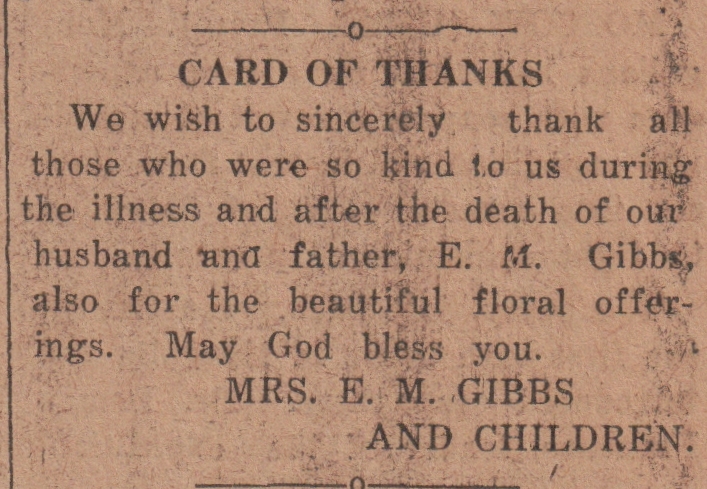 CARD OF THANKS
We wish to sincerely thank all
those who were so kind to us during
the illness and after the death of our
husband and father, E. M. Gibbs,
also for the beautiful floral offer-
ings. May God bless you.
MRS. E. M. GIBBS
AND CHILDREN.